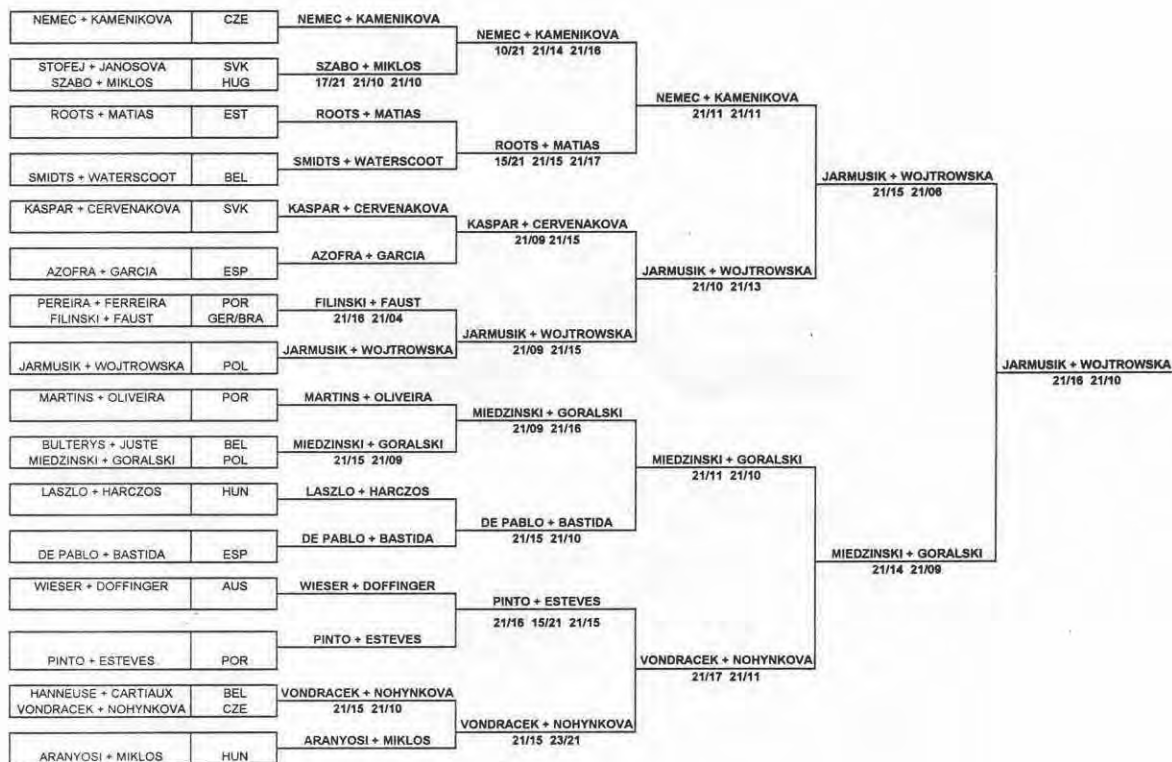 NEMEC + KAMENIKOVA CZE
STOFEJ + JANOSOVA SVK
SZABO + MIKLOS HUG
ROOTS + MATIAS EST
SMIDTS + WATERSCOOT BEL
KASPAR + CERVENAKOVA SVK
AZOFRA + GARCIA ESP
PEREIRA + FERREIRA POR
FILINSKI + FAUST GER/BRA
JARMUSIK + WOJTROWSKA POL
MARTINS + OLIVEIRA POR
BULTERYS + JUSTE BEL
MIEDZINSKI + GORALSKI POL
LASZLO + HARCZOS HUN
DE PABLO + BASTIDA ESP
WIESER + DOFFINGER AUS
PINTO + ESTEVES POR
HANNEUSE + CARTIAUX BEL
VONDRACEK + NOHYNKOVA CZE
ARANYOSI + MIKLOS HUN
NEMEC + KAMENIKOVA
SZABO + MIKLOS
17/21 21/10 21/10
ROOTS + MATIAS
SMIDTS + WATERSCOOT
KASPAR + CERVENAKOVA
AZOFRA + GARCIA
FILINSKI + FAUST
21/16 21/04
JARMUSIK + WOJTROWSKA
MARTINS + OLIVEIRA
MIEDZINSKI + GORALSKI
21/15 21/09
LASZLO + HARCZOS
DE PABLO + BASTIDA
WIESER + DOFFINGER
PINTO + ESTEVES
VONDRACEK + NOHYNKOVA
21/15 21/10
ARANYOSI + MIKLOS
NEMEC + KAMENIKOVA
10/21 21/14 21/16
ROOTS + MATIAS
15/21 21/15 21/17
KASPAR + CERVENAKOVA
21/09 21/15
JARMUSIK + WOJTROWSKA
21/09 21/15
MIEDZINSKI + GORALSKI
21/09 21/16
DE PABLO + BASTIDA
21/15 21/10
PINTO + ESTEVES
21/16 15/21 21/15
VONDRACEK + NOHYNKOVA
21/15 23/21
NEMEC + KAMENIKOVA
21/11 21/11
JARMUSIK + WOJTROWSKA
21/10 21/13
MIEDZINSKI + GORALSKI
21/11 21/10
VONDRACEK + NOHYNKOVA
21/17 21/11
JARMUSIK + WOJTROWSKA
21/15 21/06
MIEDZINSKI + GORALSKI
21/14 21/09
JARMUSIK + WOJTROWSKA
21/16 21/10